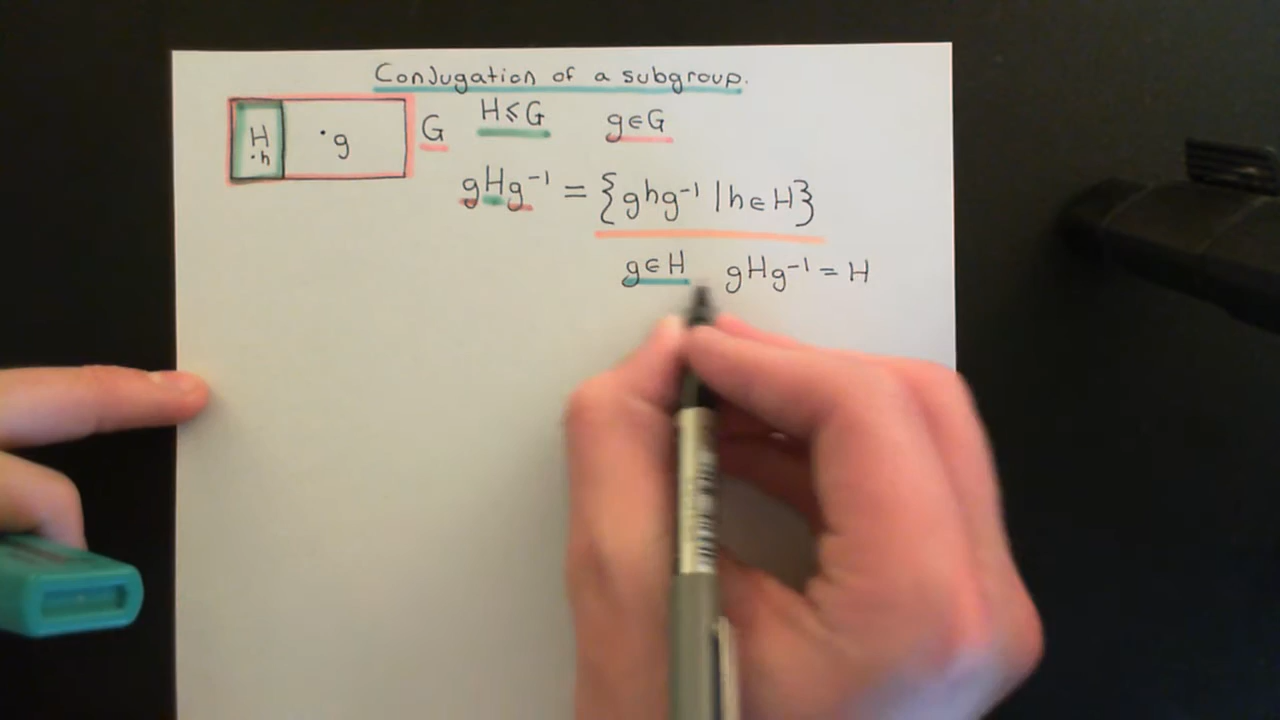 Conjugation of a subgroup.
H ·h ·g G H≤G g∈G
gHg⁻¹ = {ghg⁻¹ | h∈H}
g∈H gHg⁻¹ = H